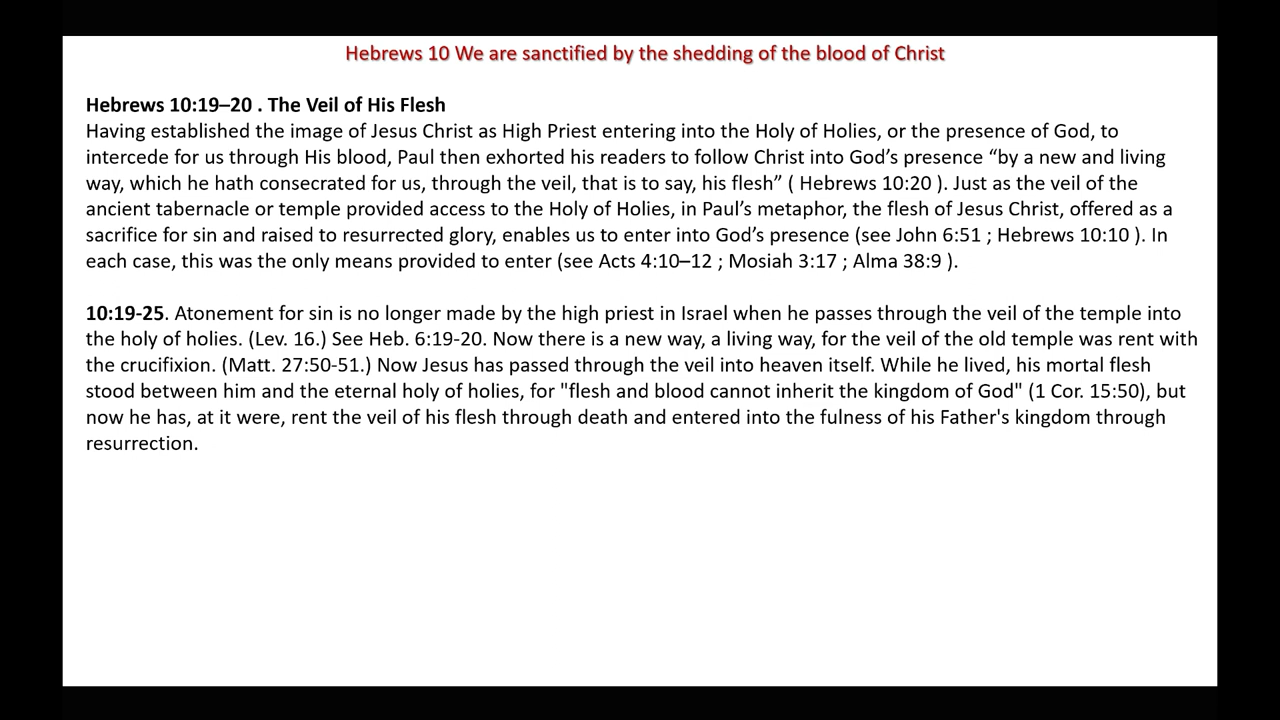 Hebrews 10 We are sanctified by the shedding of the blood of Christ
Hebrews 10:19–20 . The Veil of His Flesh
Having established the image of Jesus Christ as High Priest entering into the Holy of Holies, or the presence of God, to
intercede for us through His blood, Paul then exhorted his readers to follow Christ into God’s presence “by a new and living
way, which he hath consecrated for us, through the veil, that is to say, his flesh” ( Hebrews 10:20 ). Just as the veil of the
ancient tabernacle or temple provided access to the Holy of Holies, in Paul’s metaphor, the flesh of Jesus Christ, offered as a
sacrifice for sin and raised to resurrected glory, enables us to enter into God’s presence (see John 6:51 ; Hebrews 10:10 ). In
each case, this was the only means provided to enter (see Acts 4:10–12 ; Mosiah 3:17 ; Alma 38:9 ).
10:19-25. Atonement for sin is no longer made by the high priest in Israel when he passes through the veil of the temple into
the holy of holies. (Lev. 16.) See Heb. 6:19-20. Now there is a new way, a living way, for the veil of the old temple was rent with
the crucifixion. (Matt. 27:50-51.) Now Jesus has passed through the veil into heaven itself. While he lived, his mortal flesh
stood between him and the eternal holy of holies, for "flesh and blood cannot inherit the kingdom of God" (1 Cor. 15:50), but
now he has, at it were, rent the veil of his flesh through death and entered into the fulness of his Father's kingdom through
resurrection.